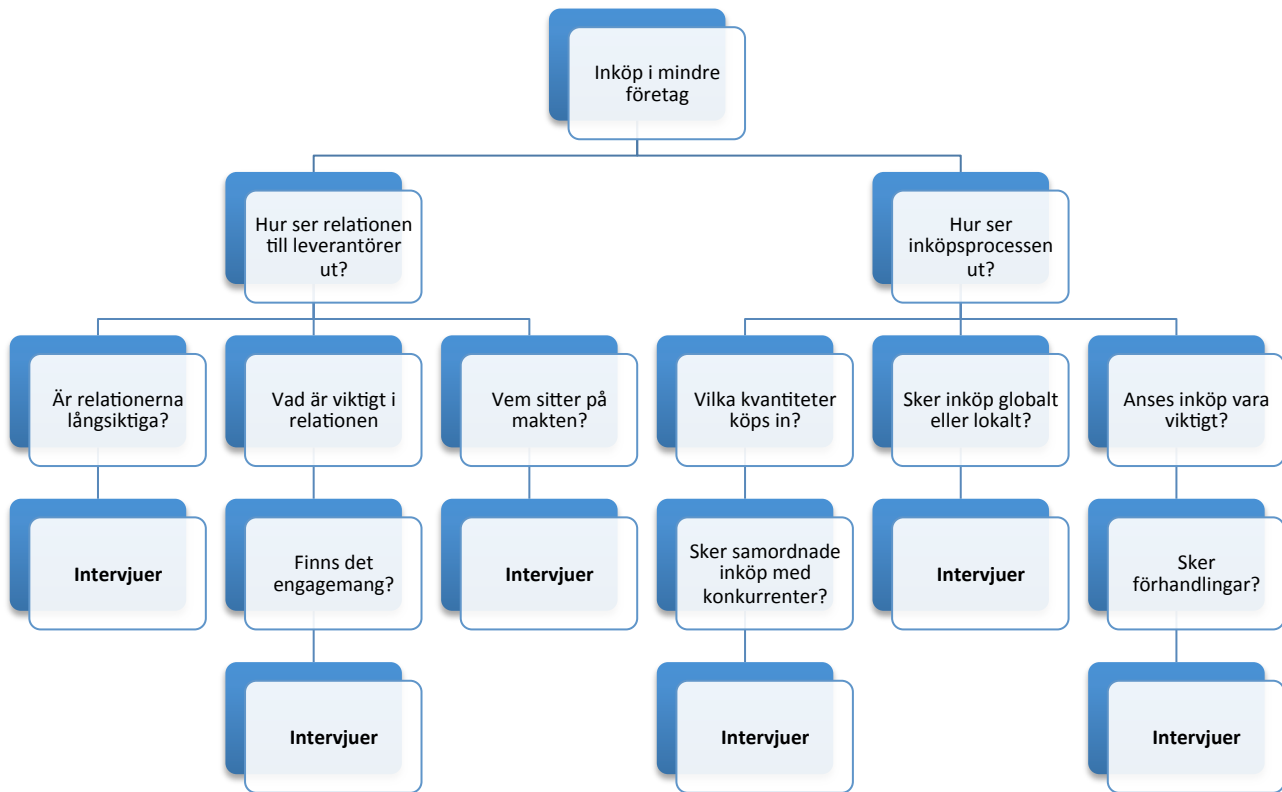 Inköp i mindre
företag
Hur ser relationen
till leverantörer
ut?
Hur ser
inköpsprocessen
ut?
Är relationerna
långsiktiga?
Vad är viktigt i
relationen
Vem sitter på
makten?
Vilka kvantiteter
köps in?
Sker inköp globalt
eller lokalt?
Anses inköp vara
viktigt?
Intervjuer
Finns det
engagemang?
Intervjuer
Sker samordnade
inköp med
konkurrenter?
Intervjuer
Sker
förhandlingar?
Intervjuer
Intervjuer
Intervjuer